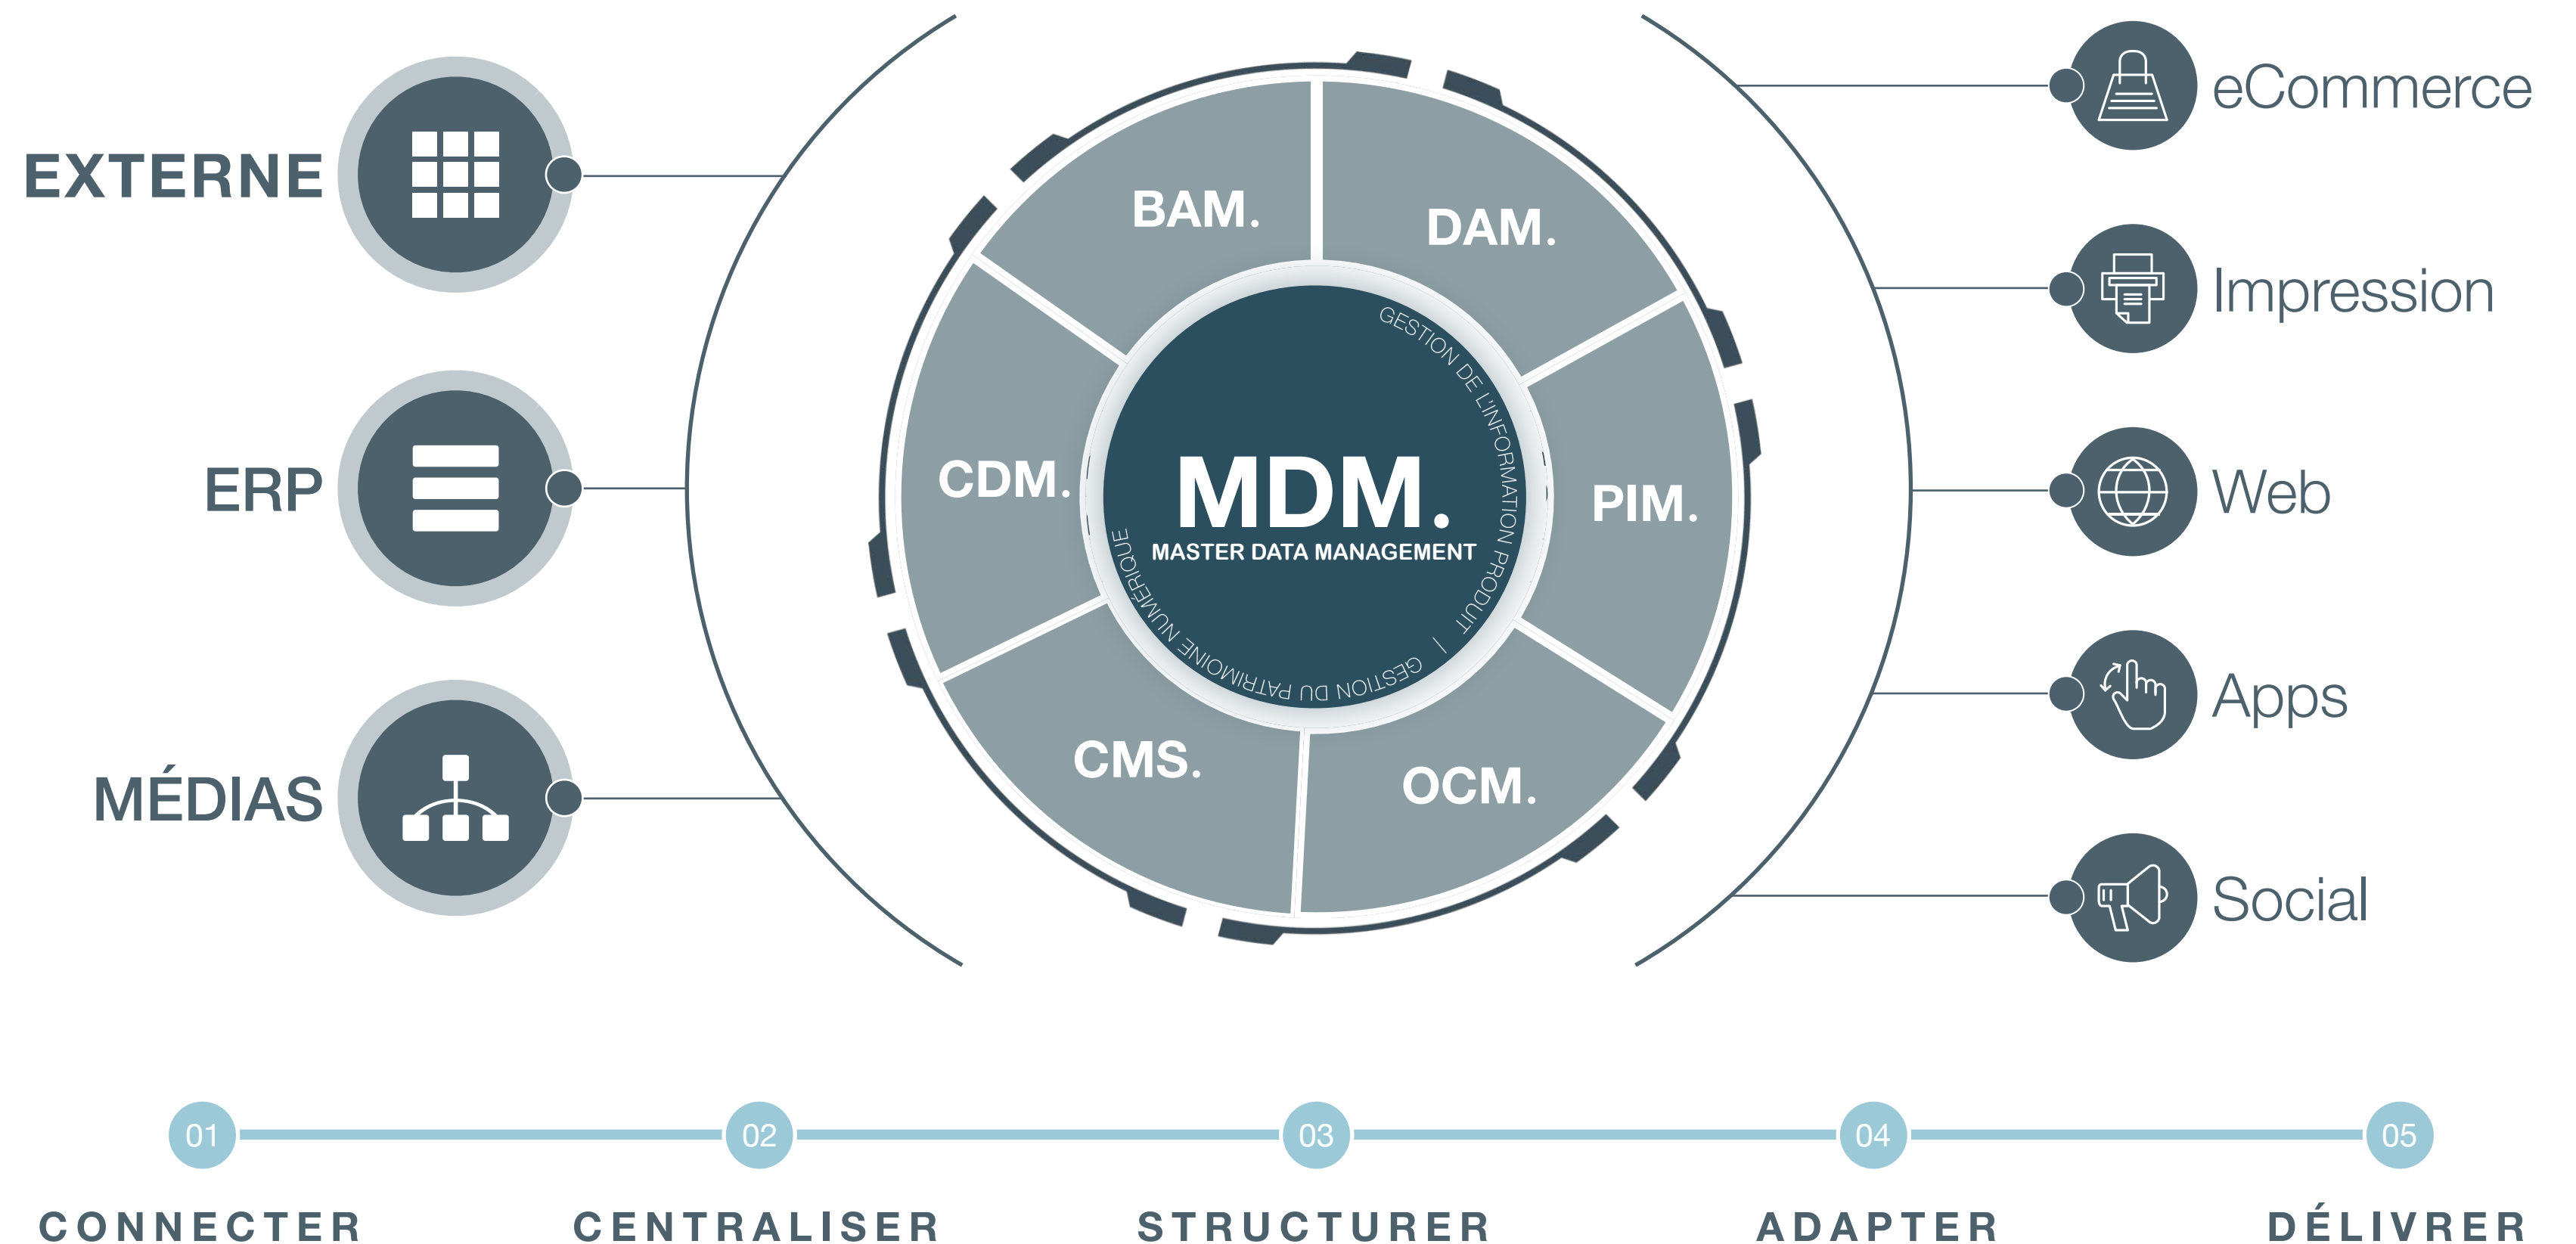 EXTERNE
ERP
MÉDIAS
BAM.
DAM.
CDM.
PIM.
CMS.
OCM.
MDM.
MASTER DATA MANAGEMENT
GESTION DE L'INFORMATION PRODUIT | GESTION DU PATRIMOINE NUMÉRIQUE
eCommerce
Impression
Web
Apps
Social
01
02
03
04
05
CONNECTER
CENTRALISER
STRUCTURER
ADAPTER
DÉLIVRER